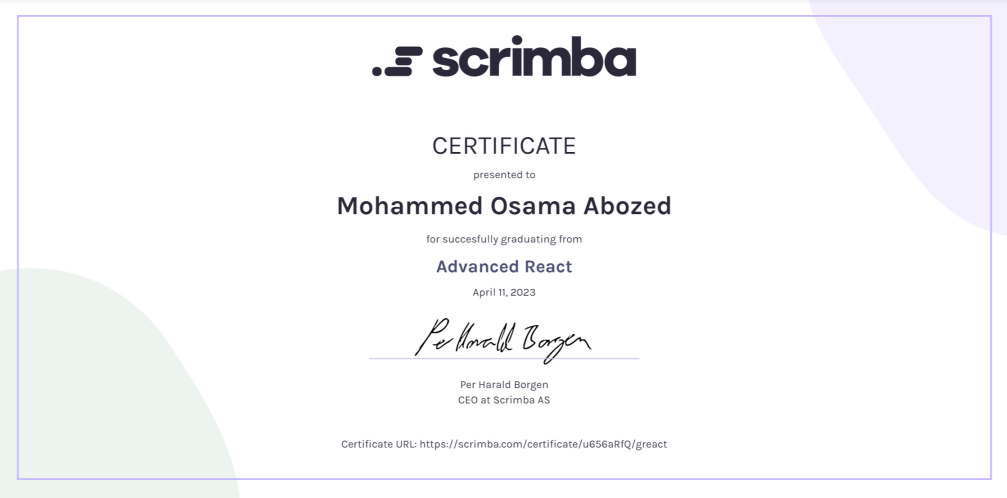 scrimba
CERTIFICATE
presented to
Mohammed Osama Abozed
for succesfully graduating from
Advanced React
April 11, 2023
Per Harald Borgen
Per Harald Borgen
CEO at Scrimba AS
Certificate URL: https://scrimba.com/certificate/u656aRfQ/greact